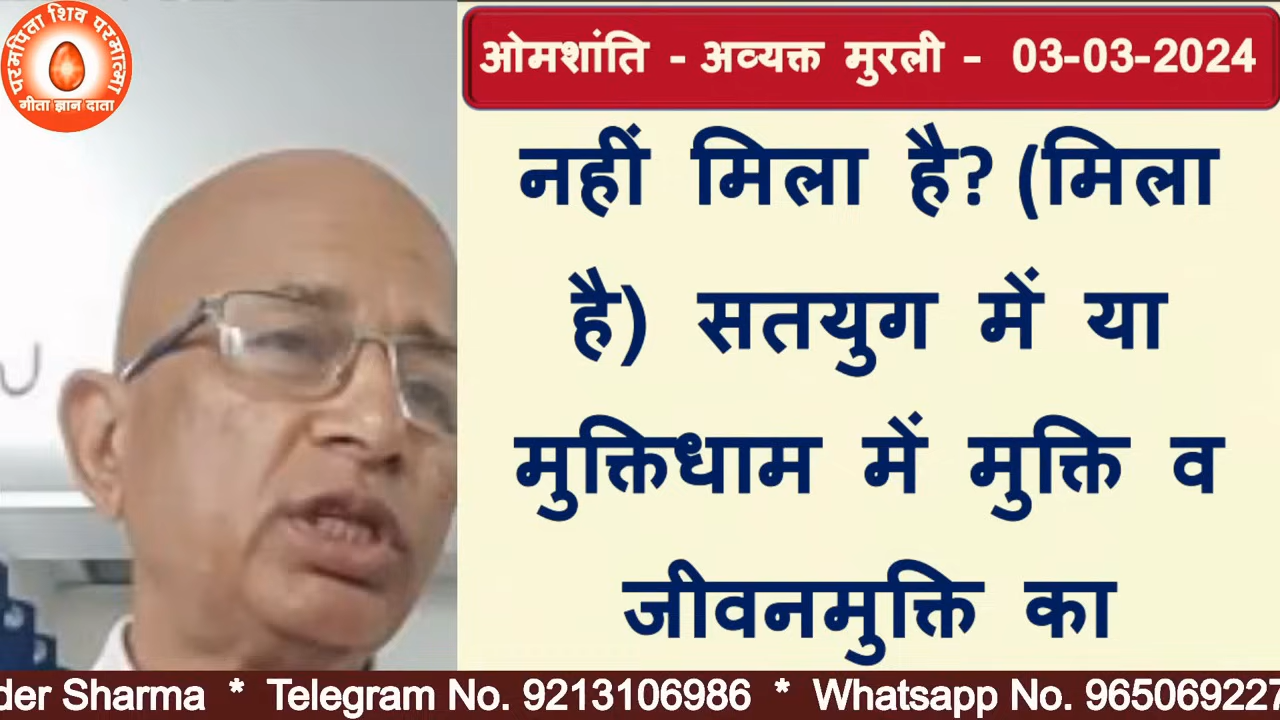 परमपिता शिव परमात्मा
गीता ज्ञान दाता
ओमशांति - अव्यक्त मुरली - 03-03-2024
नहीं मिला है? (मिला
है) सतयुग में या
मुक्तिधाम में मुक्ति व
जीवनमुक्ति का
der Sharma * Telegram No. 9213106986 * Whatsapp No. 965069227